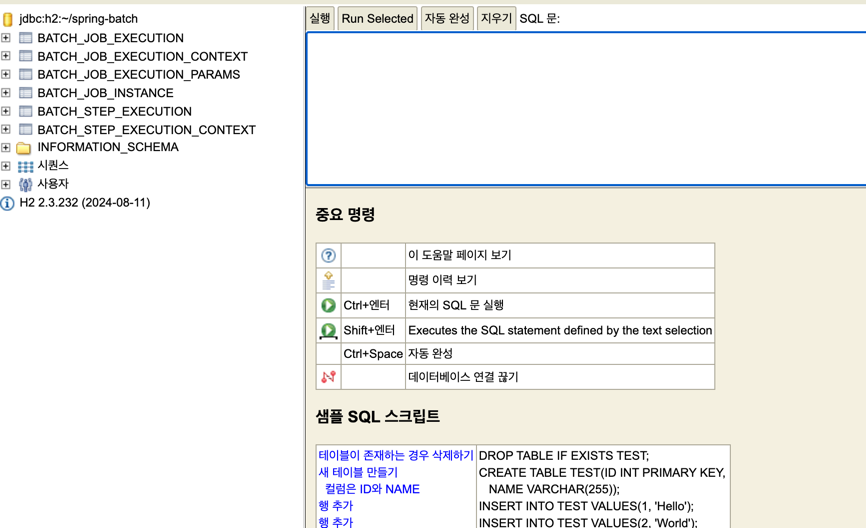 jdbc:h2:~/spring-batch
BATCH_JOB_EXECUTION
BATCH_JOB_EXECUTION_CONTEXT
BATCH_JOB_EXECUTION_PARAMS
BATCH_JOB_INSTANCE
BATCH_STEP_EXECUTION
BATCH_STEP_EXECUTION_CONTEXT
INFORMATION_SCHEMA
시퀀스
사용자
H2 2.3.232 (2024-08-11)
실행 Run Selected 자동 완성 지우기 SQL 문:
중요 명령
이 도움말 페이지 보기
명령 이력 보기
Ctrl+엔터 현재의 SQL 문 실행
Shift+엔터 Executes the SQL statement defined by the text selection
Ctrl+Space 자동 완성
데이터베이스 연결 끊기
샘플 SQL 스크립트
테이블이 존재하는 경우 삭제하기 DROP TABLE IF EXISTS TEST;
새 테이블 만들기 CREATE TABLE TEST(ID INT PRIMARY KEY,
컬럼은 ID와 NAME NAME VARCHAR(255));
행 추가 INSERT INTO TEST VALUES(1, 'Hello');
행 추가 INSERT INTO TEST VALUES(2, 'World');